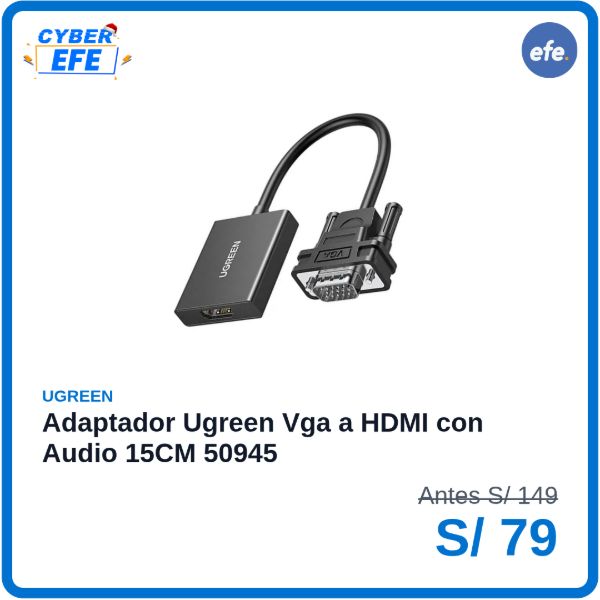 CYBER
EFE
efe.
UGREEN
VGA
UGREEN
Adaptador Ugreen Vga a HDMI con
Audio 15CM 50945
Antes S/ 149
S/ 79